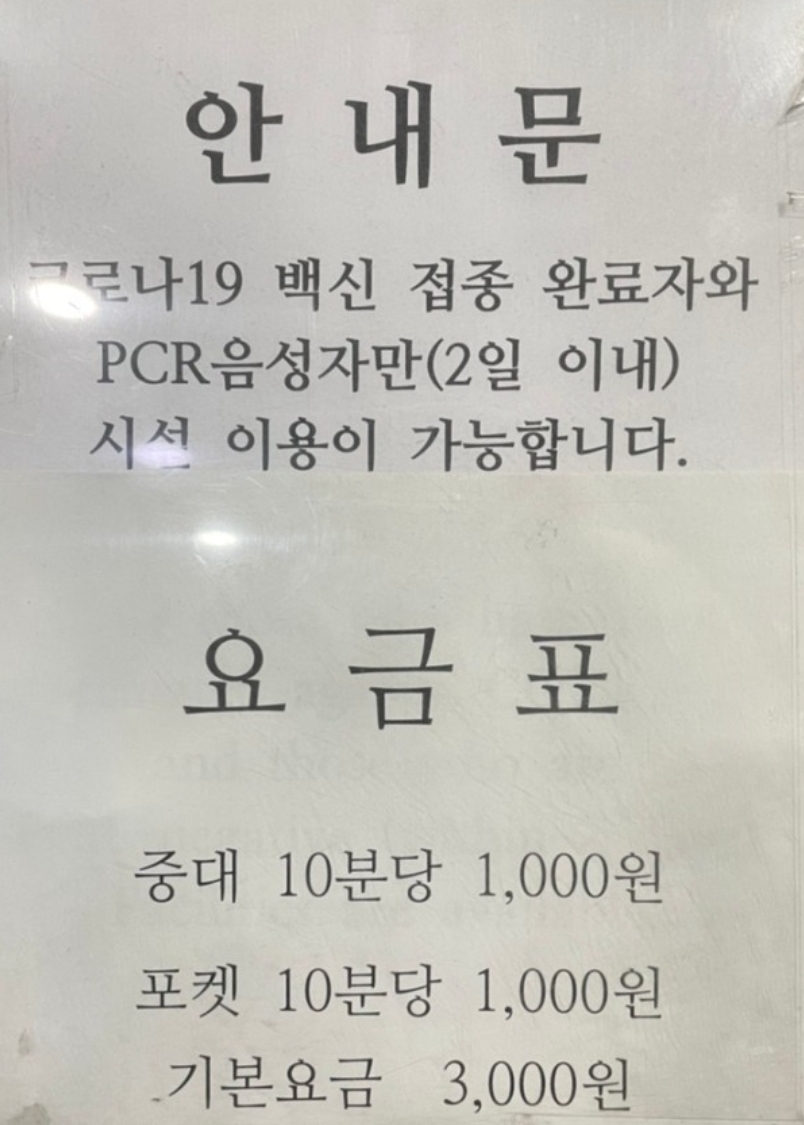 안 내 문
코로나19 백신 접종 완료자와
PCR음성자만(2일 이내)
시설 이용이 가능합니다.
요 금 표
중대 10분당 1,000원
포켓 10분당 1,000원
기본요금 3,000원